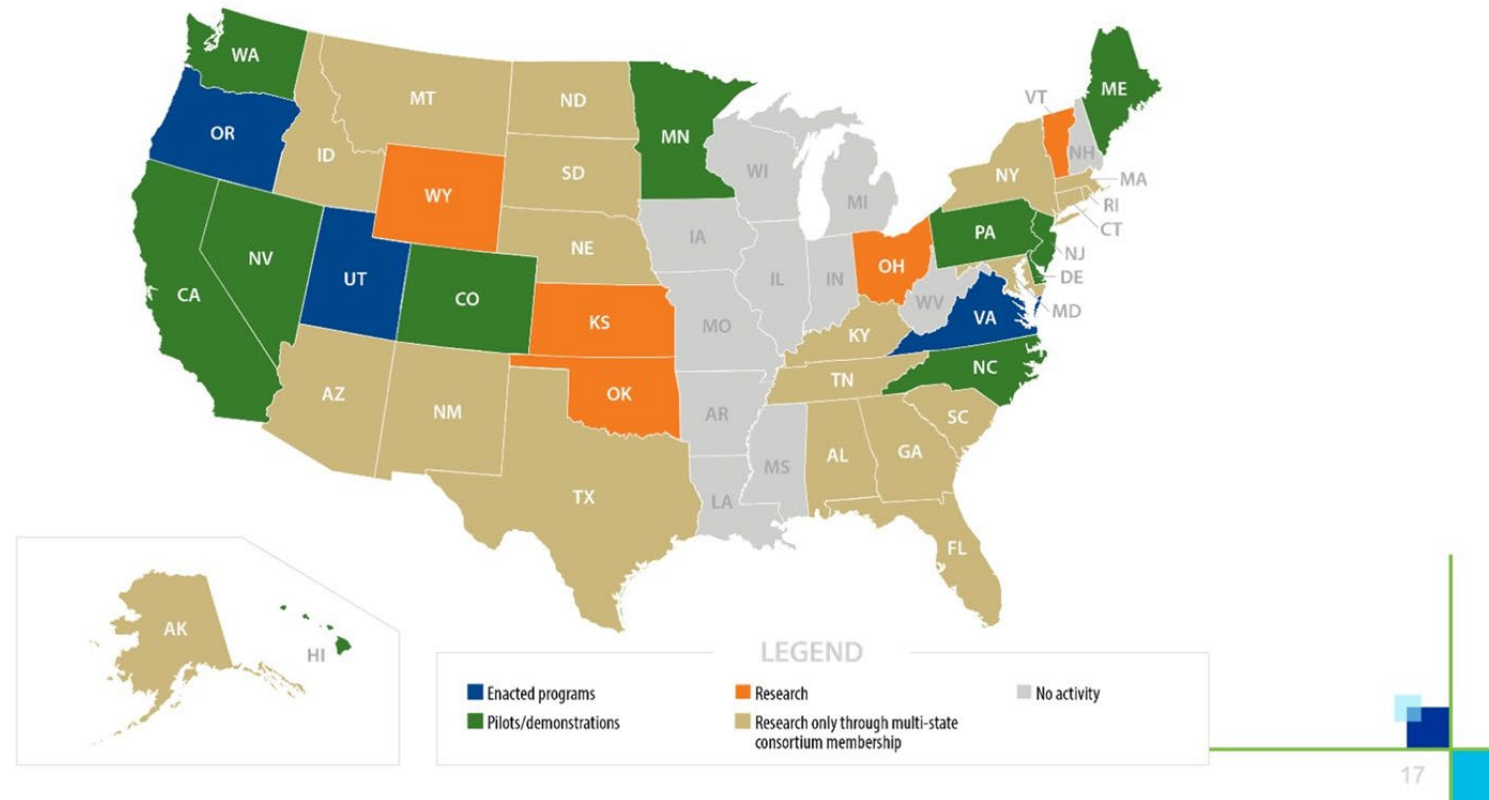 WA
MT
ND
MN
ME
VT
OR
ID
SD
WI
NH
NY
MA
WY
MI
RI
CT
IA
NE
PA
NJ
NV
UT
CO
OH
DE
CA
IL
IN
WV
MD
KS
MO
KY
VA
AZ
NM
OK
TN
NC
AR
SC
MS
AL
GA
TX
LA
FL
AK
HI
LEGEND
Enacted programs
Pilots/demonstrations
Research
Research only through multi-state
consortium membership
No activity
17